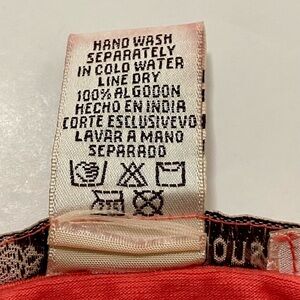 HAND WASH
SEPARATELY
IN COLD WATER
LINE DRY
100% ALGODON
HECHO EN INDIA
CORTE ESCLUSIVEVO
LAVAR A MANO
SEPARADO